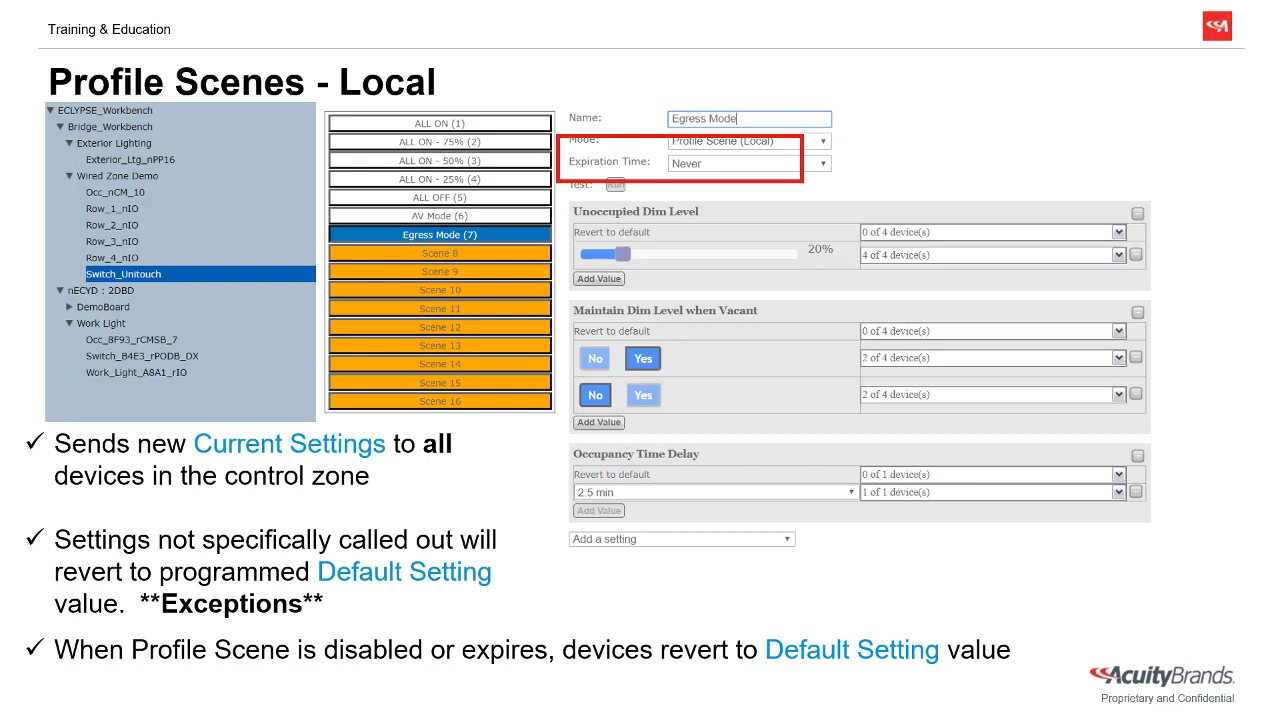 Training & Education
Profile Scenes - Local
ECLYPSE_Workbench
Bridge_Workbench
Exterior Lighting
Exterior_Ltg_nPP16
Wired Zone Demo
Occ_nCM_10
Row_1_nIO
Row_2_nIO
Row_3_nIO
Row_4_nIO
Switch_Unitouch
nECYD : 2DBD
DemoBoard
Work Light
Occ_8F93_rCMSB_7
Switch_B4E3_rPODB_DX
Work_Light_A8A1_rIO
ALL ON (1)
ALL ON - 75% (2)
ALL ON - 50% (3)
ALL ON - 25% (4)
ALL OFF (5)
AV Mode (6)
Egress Mode (7)
Scene 8
Scene 9
Scene 10
Scene 11
Scene 12
Scene 13
Scene 14
Scene 15
Scene 16
Name: Egress Mode
Mode: Profile Scene (Local)
Expiration Time: Never
Test: Run
Unoccupied Dim Level
Revert to default 0 of 4 device(s)
20% 4 of 4 device(s)
Add Value
Maintain Dim Level when Vacant
Revert to default 0 of 4 device(s)
No Yes 2 of 4 device(s)
No Yes 2 of 4 device(s)
Add Value
Occupancy Time Delay
Revert to default 0 of 1 device(s)
2.5 min 1 of 1 device(s)
Add Value
Add a setting
✓ Sends new Current Settings to all
devices in the control zone
✓ Settings not specifically called out will
revert to programmed Default Setting
value. **Exceptions**
✓ When Profile Scene is disabled or expires, devices revert to Default Setting value
AcuityBrands.
Proprietary and Confidential